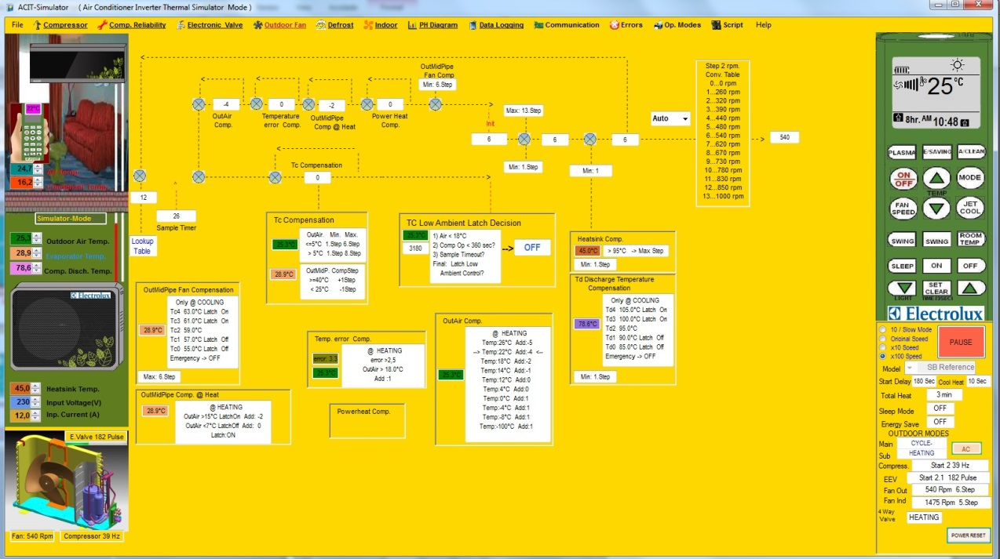 ACIT-Simulator ( Air Conditioner Inverter Thermal Simulator Mode )
File Compressor Comp. Reliability Electronic Valve Outdoor Fan Defrost Indoor PH Diagram Data Logging Communication Errors Op. Modes Script Help
22°C
24,7
16,2
Simulator-Mode
25,3 Outdoor Air Temp.
28,9 Evaporator Temp.
78,6 Comp. Disch. Temp.
Electrolux
45,0 Heatsink Temp.
230 Input Voltage(V)
12,0 Inp. Current (A)
E.Valve 182 Pulse
Fan: 540 Rpm Compressor 39 Hz
OutMidPipe
Fan Comp
Min: 6.Step
-4
OutAir
Comp.
0
Temperature
error Comp.
-2
OutMidPipe
Comp @ Heat
0
Power Heat
Comp.
Init
6
Max: 13.Step
Min: 1.Step
6
Min: 1
6
Auto
Step 2 rpm.
Conv. Table
0...0 rpm
1...260 rpm
2...320 rpm
3...390 rpm
4...440 rpm
5...480 rpm
6...540 rpm
7...620 rpm
8...670 rpm
9...730 rpm
10...780 rpm
11...830 rpm
12...850 rpm
13...1000 rpm
540
Tc Compensation
0
12
26
Sample Timer
Lookup
Table
Tc Compensation
25.3°C
OutAir. Min. Max.
<=5°C 1.Step 6.Step
> 5°C 1.Step 8.Step
28.9°C
OutMidP. CompStep
>=40°C +1Step
< 25°C -1Step
TC Low Ambient Latch Decision
25.3°C
3180
1) Air < 18°C
2) Comp Op < 360 sec?
3) Sample Timeout?
Final: Latch Low
Ambient Control?
--> OFF
Heatsink Comp.
45.0°C > 95°C -> Max Step
Min: 1.Step
Td Discharge Temperature
Compensation
78.6°C
Only @ COOLING
Td4 105.0°C Latch On
Td3 100.0°C Latch On
Td2 95.0°C
Td1 90.0°C Latch Off
Td0 85.0°C Latch Off
Emergency -> OFF
Min: 1.Step
OutMidPipe Fan Compensation
28.9°C
Only @ COOLING
Tc4 63.0°C Latch On
Tc3 61.0°C Latch On
Tc2 59.0°C
Tc1 57.0°C Latch Off
Tc0 55.0°C Latch Off
Emergency -> OFF
Max: 6.Step
OutMidPipe Comp. @ Heat
28.9°C
@ HEATING
OutAir >15°C LatchOn Add: -2
OutAir <7°C LatchOff Add: 0
Latch:ON
Temp. error Comp.
error: 3,3
25.3°C
@ HEATING
error >2,5
OutAir > 18.0°C
Add :1
Powerheat Comp.
OutAir Comp.
25.3°C
@ HEATING
Temp:26°C Add:-5
--> Temp:22°C Add:-4 <--
Temp:18°C Add:-2
Temp:14°C Add:-1
Temp:12°C Add:0
Temp:4°C Add:0
Temp:0°C Add:1
Temp:-4°C Add:1
Temp:-8°C Add:1
Temp:-100°C Add:1
25°C
8hr. AM 10:48
PLASMA E/SAVING A/CLEAN
ON
OFF
TEMP
MODE
FAN
SPEED
JET
COOL
SWING SWING ROOM
TEMP
SLEEP ON OFF
LIGHT
SET
CLEAR
TIME (3SEC)
Electrolux
10 / Slow Mode
Original Speed
x10 Speed
x100 Speed
PAUSE
Model SB Reference
Start Delay 180 Sec Cool Heat 10 Sec
Total Heat 3 min
Sleep Mode OFF
Energy Save OFF
OUTDOOR MODES
Main CYCLE-
Sub HEATING
AC
Compress. Start 2 39 Hz
EEV Start 2.1 182 Pulse
Fan Out 540 Rpm 6.Step
Fan Ind 1475 Rpm 5.Step
4 Way
Valve HEATING
POWER RESET